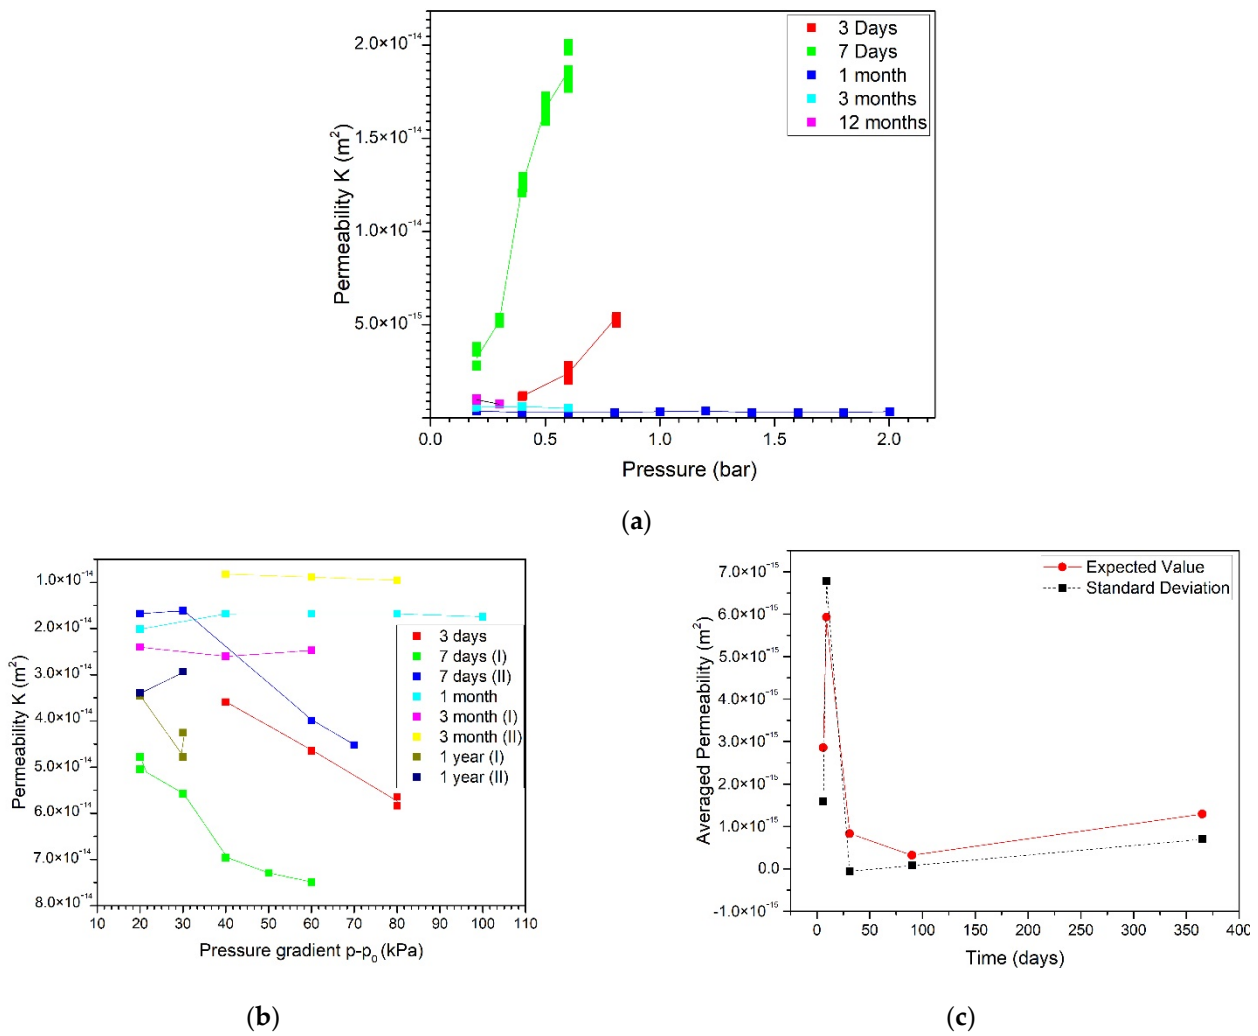 2.0×10⁻¹⁴
1.5×10⁻¹⁴
1.0×10⁻¹⁴
5.0×10⁻¹⁵
Permeability K (m²)
3 Days
7 Days
1 month
3 months
12 months
0.0 0.5 1.0 1.5 2.0
Pressure (bar)
(a)
1.0×10⁻¹⁴
2.0×10⁻¹⁴
3.0×10⁻¹⁴
4.0×10⁻¹⁴
5.0×10⁻¹⁴
6.0×10⁻¹⁴
7.0×10⁻¹⁴
8.0×10⁻¹⁴
Permeability K (m²)
3 days
7 days (I)
7 days (II)
1 month
3 month (I)
3 month (II)
1 year (I)
1 year (II)
10 20 30 40 50 60 70 80 90 100 110
Pressure gradient p-p₀ (kPa)
(b)
7.0×10⁻¹⁵
6.0×10⁻¹⁵
5.0×10⁻¹⁵
4.0×10⁻¹⁵
3.0×10⁻¹⁵
2.0×10⁻¹⁵
1.0×10⁻¹⁵
0.0
-1.0×10⁻¹⁵
Averaged Permeability (m²)
Expected Value
Standard Deviation
0 50 100 150 200 250 300 350 400
Time (days)
(c)